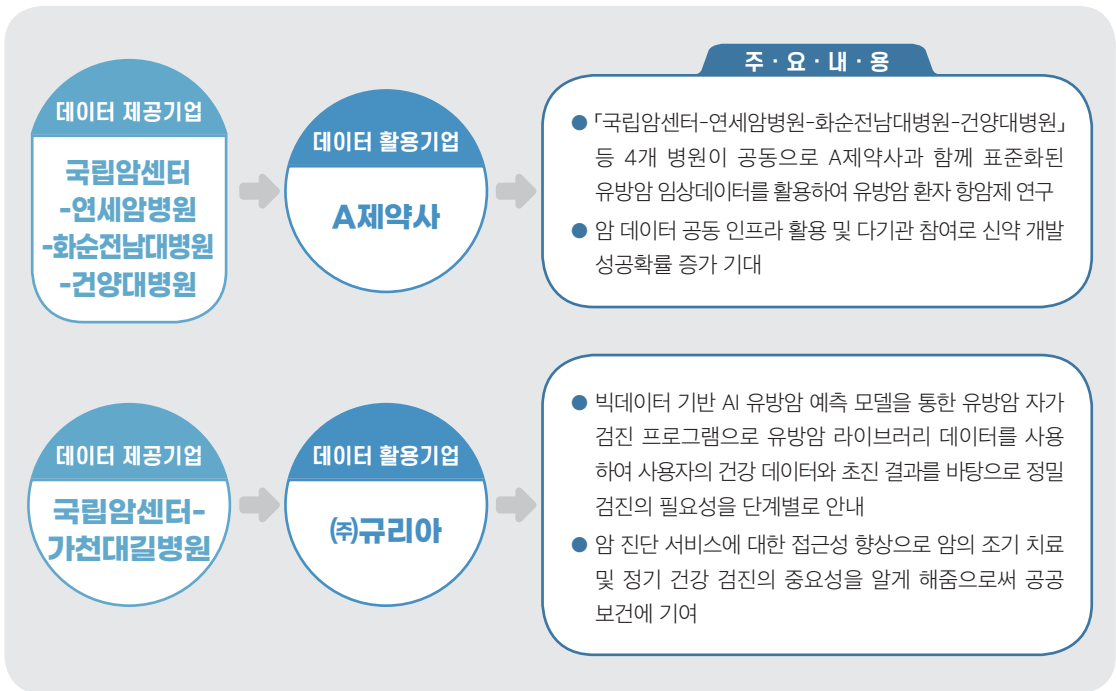 주·요·내·용
데이터 제공기업
국립암센터
-연세암병원
-화순전남대병원
-건양대병원
데이터 활용기업
A제약사
● 「국립암센터-연세암병원-화순전남대병원-건양대병원」
등 4개 병원이 공동으로 A제약사과 함께 표준화된
유방암 임상데이터를 활용하여 유방암 환자 항암제 연구
● 암 데이터 공동 인프라 활용 및 다기관 참여로 신약 개발
성공확률 증가 기대
데이터 제공기업
국립암센터-
가천대길병원
데이터 활용기업
㈜규리아
● 빅데이터 기반 AI 유방암 예측 모델을 통한 유방암 자가
검진 프로그램으로 유방암 라이브러리 데이터를 사용
하여 사용자의 건강 데이터와 초진 결과를 바탕으로 정밀
검진의 필요성을 단계별로 안내
● 암 진단 서비스에 대한 접근성 향상으로 암의 조기 치료
및 정기 건강 검진의 중요성을 알게 해줌으로써 공공
보건에 기여